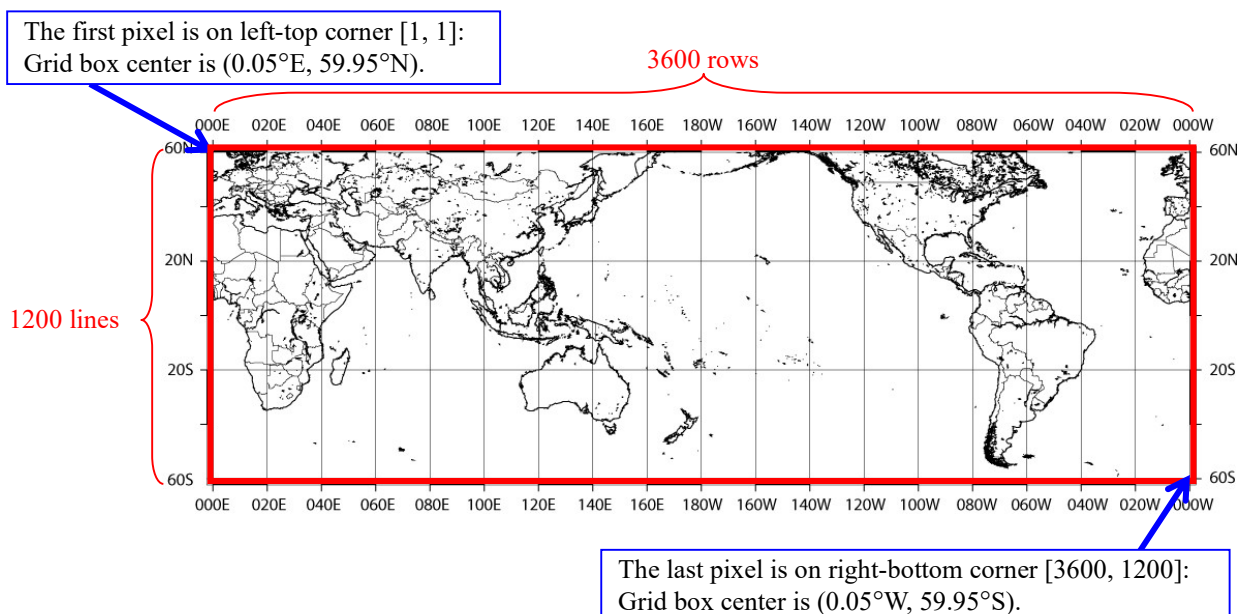 The first pixel is on left-top corner [1, 1]:
Grid box center is (0.05°E, 59.95°N).
3600 rows
000E 020E 040E 060E 080E 100E 120E 140E 160E 180W 160W 140W 120W 100W 080W 060W 040W 020W 000W
60N 60N
20N 20N
1200 lines
20S 20S
60S 60S
000E 020E 040E 060E 080E 100E 120E 140E 160E 180W 160W 140W 120W 100W 080W 060W 040W 020W 000W
The last pixel is on right-bottom corner [3600, 1200]:
Grid box center is (0.05°W, 59.95°S).